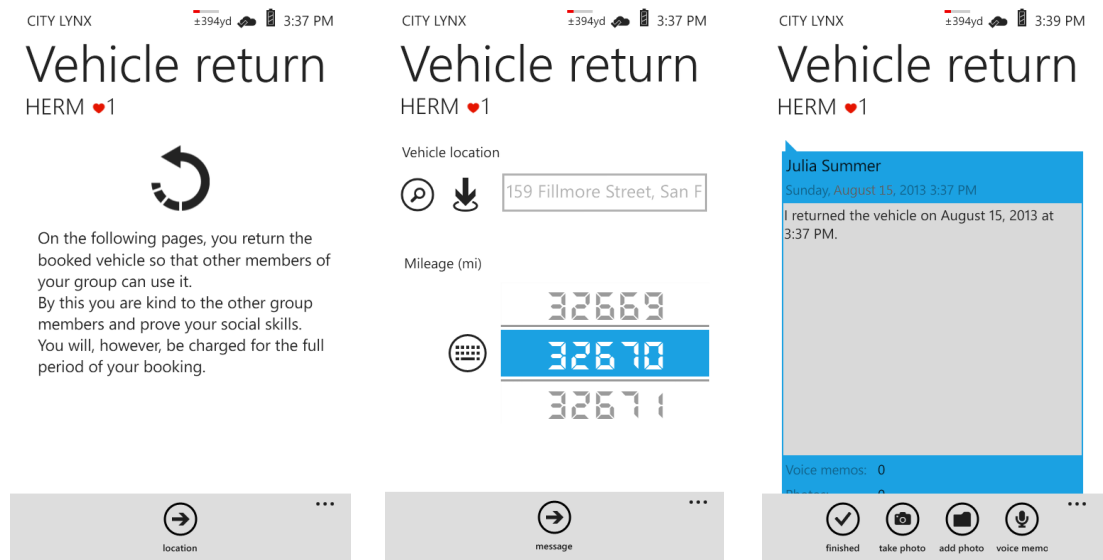 CITY LYNX ±394yd 3:37 PM
Vehicle return
HERM 1
On the following pages, you return the
booked vehicle so that other members of
your group can use it.
By this you are kind to the other group
members and prove your social skills.
You will, however, be charged for the full
period of your booking.
location
CITY LYNX ±394yd 3:37 PM
Vehicle return
HERM 1
Vehicle location
159 Fillmore Street, San F
Mileage (mi)
32669
32670
32671
message
CITY LYNX ±394yd 3:39 PM
Vehicle return
HERM 1
Julia Summer
Sunday, August 15, 2013 3:37 PM
I returned the vehicle on August 15, 2013 at
3:37 PM.
Voice memos: 0
finished take photo add photo voice memo